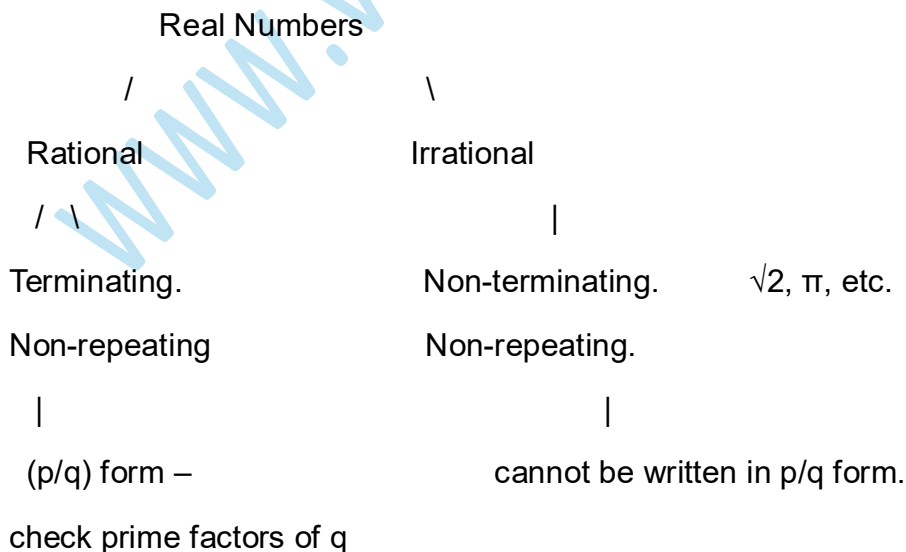 Real Numbers
/ \
Rational Irrational
/ \ |
Terminating. Non-terminating. √2, π, etc.
Non-repeating Non-repeating.
| |
(p/q) form – cannot be written in p/q form.
check prime factors of q
www.